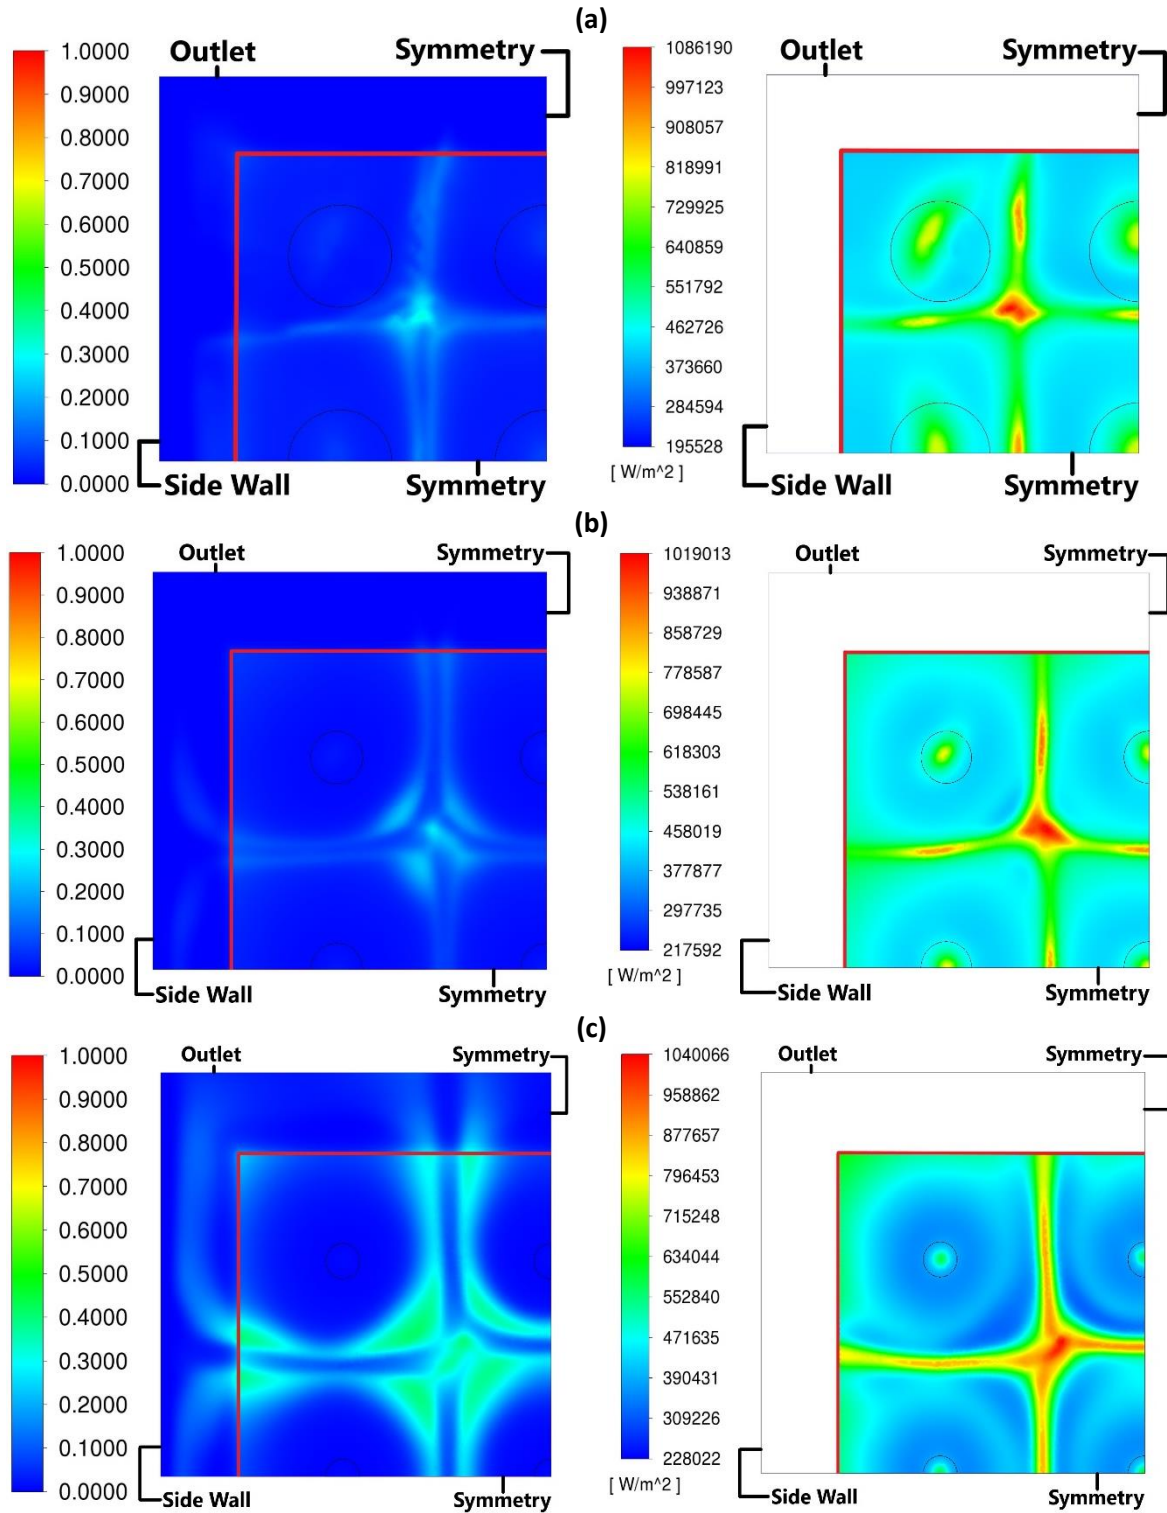 (a)
Outlet
Symmetry
1.0000
0.9000
0.8000
0.7000
0.6000
0.5000
0.4000
0.3000
0.2000
0.1000
0.0000
Side Wall
Symmetry
Outlet
Symmetry
1086190
997123
908057
818991
729925
640859
551792
462726
373660
284594
195528
[ W/m^2 ]
Side Wall
Symmetry
(b)
Outlet
Symmetry
1.0000
0.9000
0.8000
0.7000
0.6000
0.5000
0.4000
0.3000
0.2000
0.1000
0.0000
Side Wall
Symmetry
Outlet
Symmetry
1019013
938871
858729
778587
698445
618303
538161
458019
377877
297735
217592
[ W/m^2 ]
Side Wall
Symmetry
(c)
Outlet
Symmetry
1.0000
0.9000
0.8000
0.7000
0.6000
0.5000
0.4000
0.3000
0.2000
0.1000
0.0000
Side Wall
Symmetry
Outlet
Symmetry
1040066
958862
877657
796453
715248
634044
552840
471635
390431
309226
228022
[ W/m^2 ]
Side Wall
Symmetry